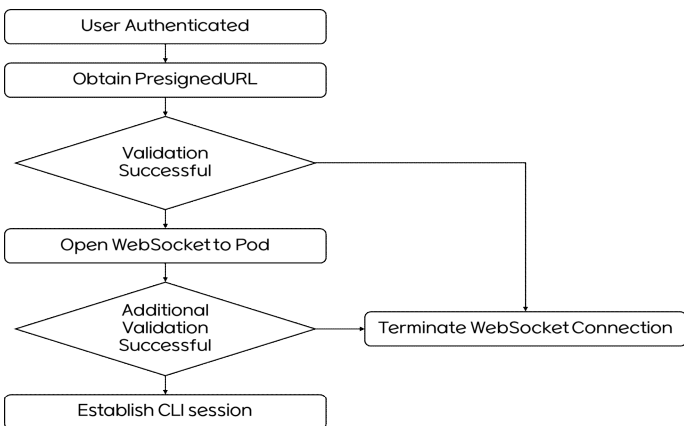 User Authenticated
Obtain PresignedURL
Validation
Successful
Open WebSocket to Pod
Additional
Validation
Successful
Terminate WebSocket Connection
Establish CLI session